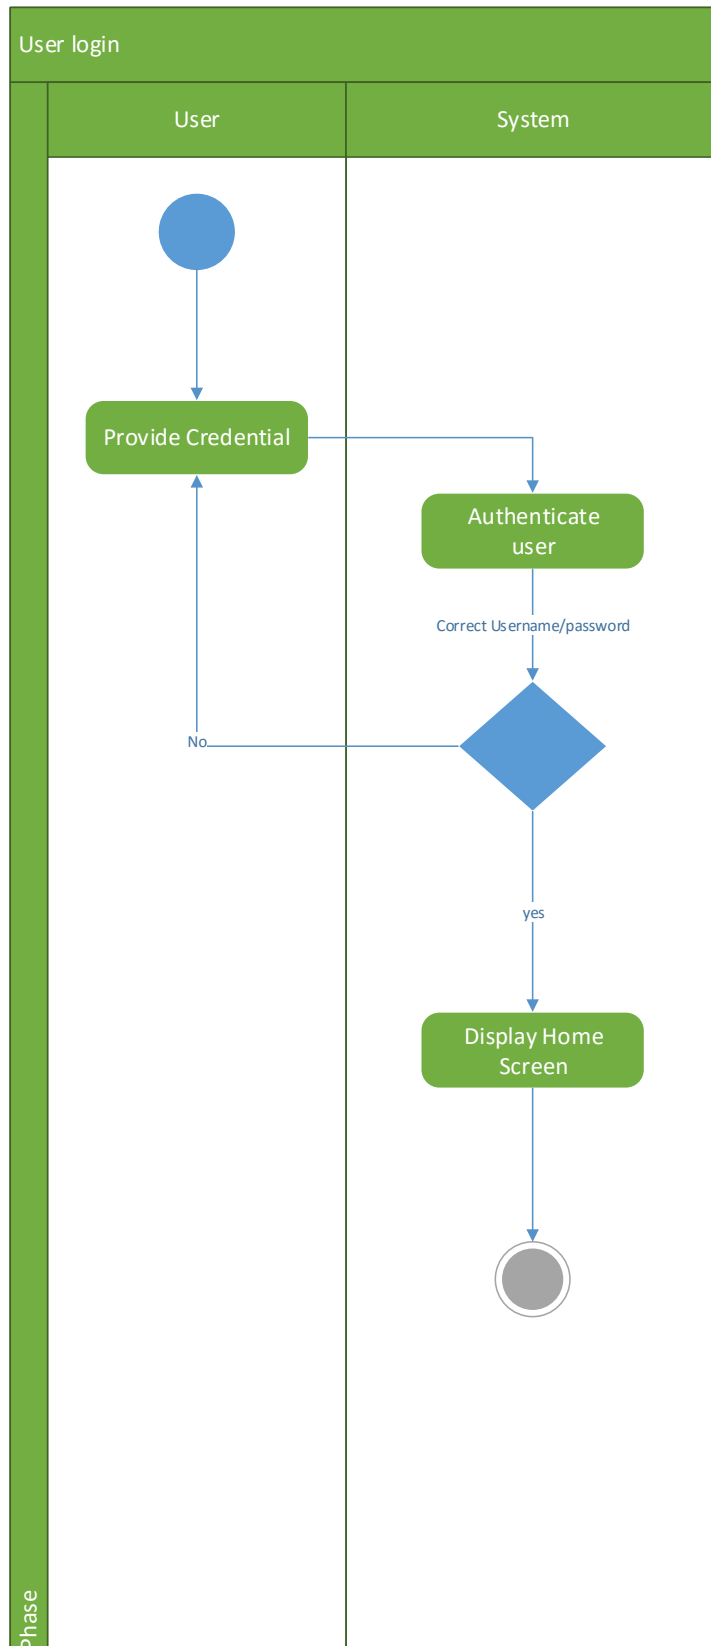 User login
User
System
Provide Credential
Authenticate
user
Correct Username/password
No
yes
Display Home
Screen
Phase